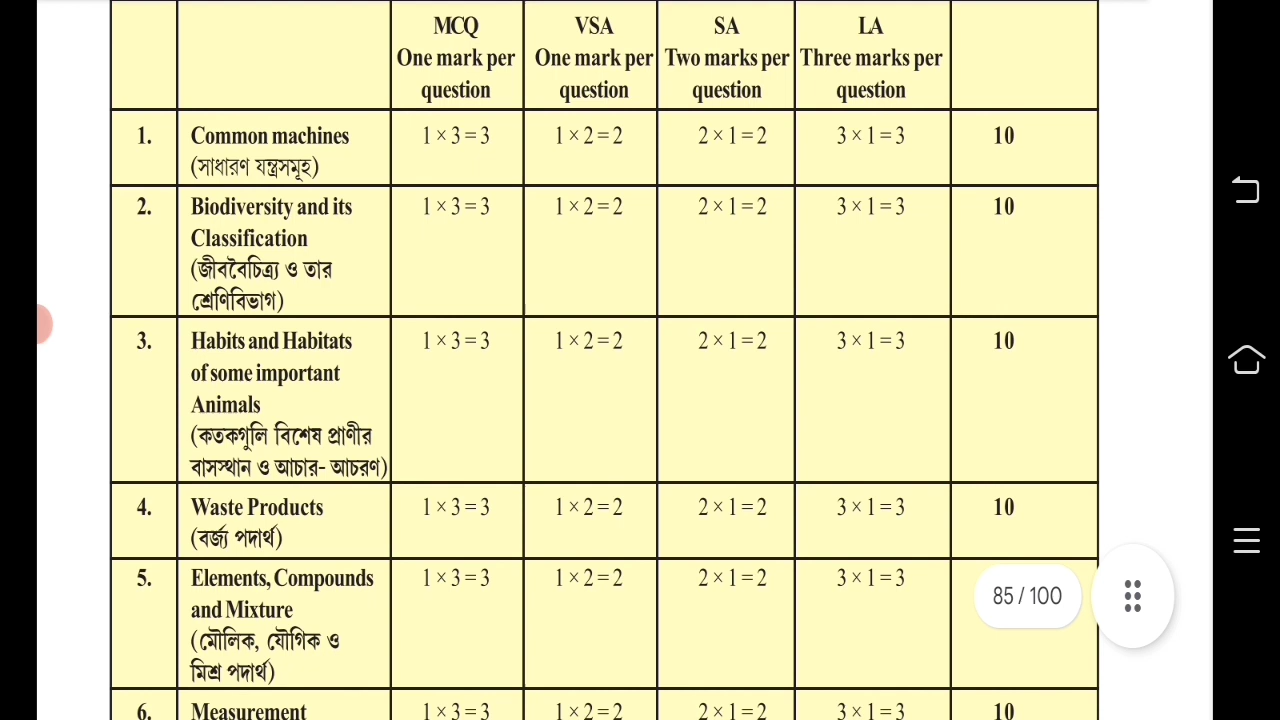 MCQ VSA SA LA
One mark per One mark per Two marks per Three marks per
question question question question
1. Common machines 1 × 3 = 3 1 × 2 = 2 2 × 1 = 2 3 × 1 = 3 10
(সাধারণ যন্ত্রসমূহ)
2. Biodiversity and its 1 × 3 = 3 1 × 2 = 2 2 × 1 = 2 3 × 1 = 3 10
Classification
(জীববৈচিত্র্য ও তার
শ্রেণিবিভাগ)
3. Habits and Habitats 1 × 3 = 3 1 × 2 = 2 2 × 1 = 2 3 × 1 = 3 10
of some important
Animals
(কতকগুলি বিশেষ প্রাণীর
বাসস্থান ও আচার- আচরণ)
4. Waste Products 1 × 3 = 3 1 × 2 = 2 2 × 1 = 2 3 × 1 = 3 10
(বর্জ্য পদার্থ)
5. Elements, Compounds 1 × 3 = 3 1 × 2 = 2 2 × 1 = 2 3 × 1 = 3
and Mixture
85 / 100
(মৌলিক, যৌগিক ও
মিশ্র পদার্থ)
6. Measurement 1 × 3 = 3 1 × 2 = 2 2 × 1 = 2 3 × 1 = 3 10